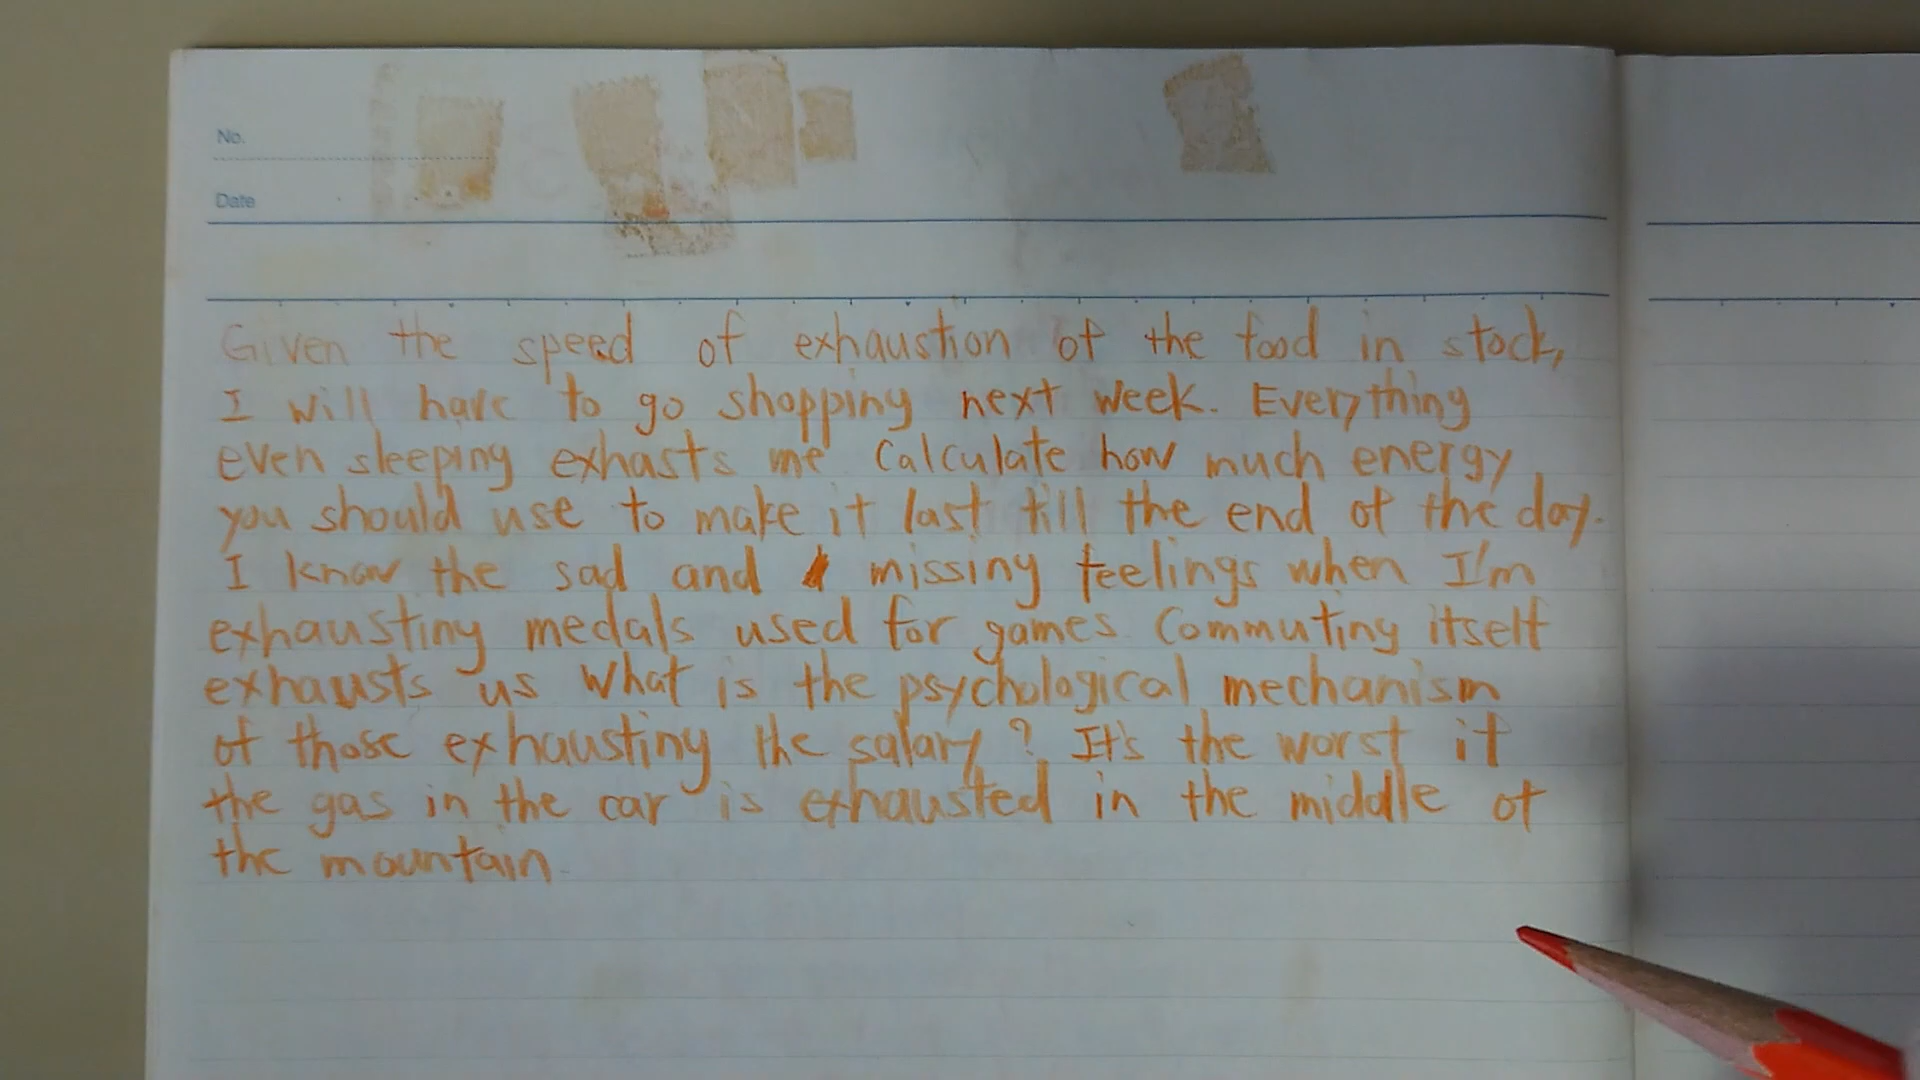 No.
Date
Given the speed of exhaustion of the food in stock,
I will have to go shopping next week. Everything
even sleeping exhasts me Calculate how much energy
you should use to make it last till the end of the day.
I know the sad and missing feelings when I'm
exhausting medals used for games. Commuting itself
exhausts us What is the psychological mechanism
of those exhausting the salary? It's the worst if
the gas in the car is exhausted in the middle of
the mountain.